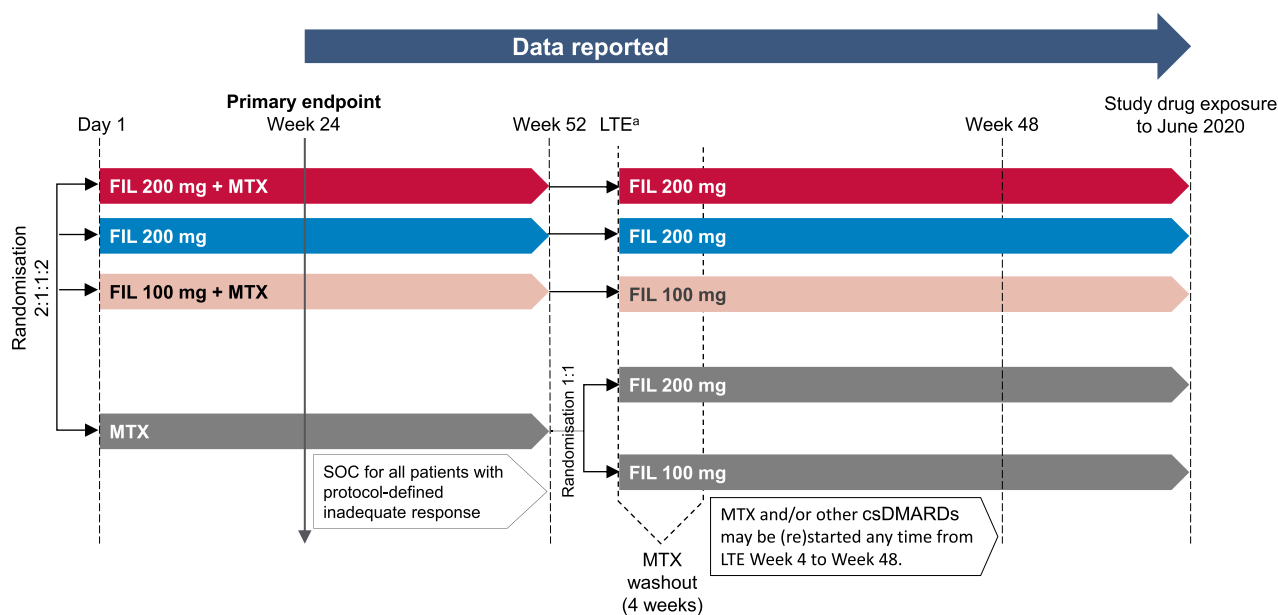 Data reported
Primary endpoint
Day 1
Week 24
Week 52
LTEᵃ
Week 48
Study drug exposure
to June 2020
Randomisation
2:1:1:2
FIL 200 mg + MTX
FIL 200 mg
FIL 200 mg
FIL 200 mg
FIL 100 mg + MTX
FIL 100 mg
Randomisation 1:1
FIL 200 mg
MTX
FIL 100 mg
SOC for all patients with
protocol-defined
inadequate response
MTX and/or other csDMARDs
may be (re)started any time from
LTE Week 4 to Week 48.
MTX
washout
(4 weeks)